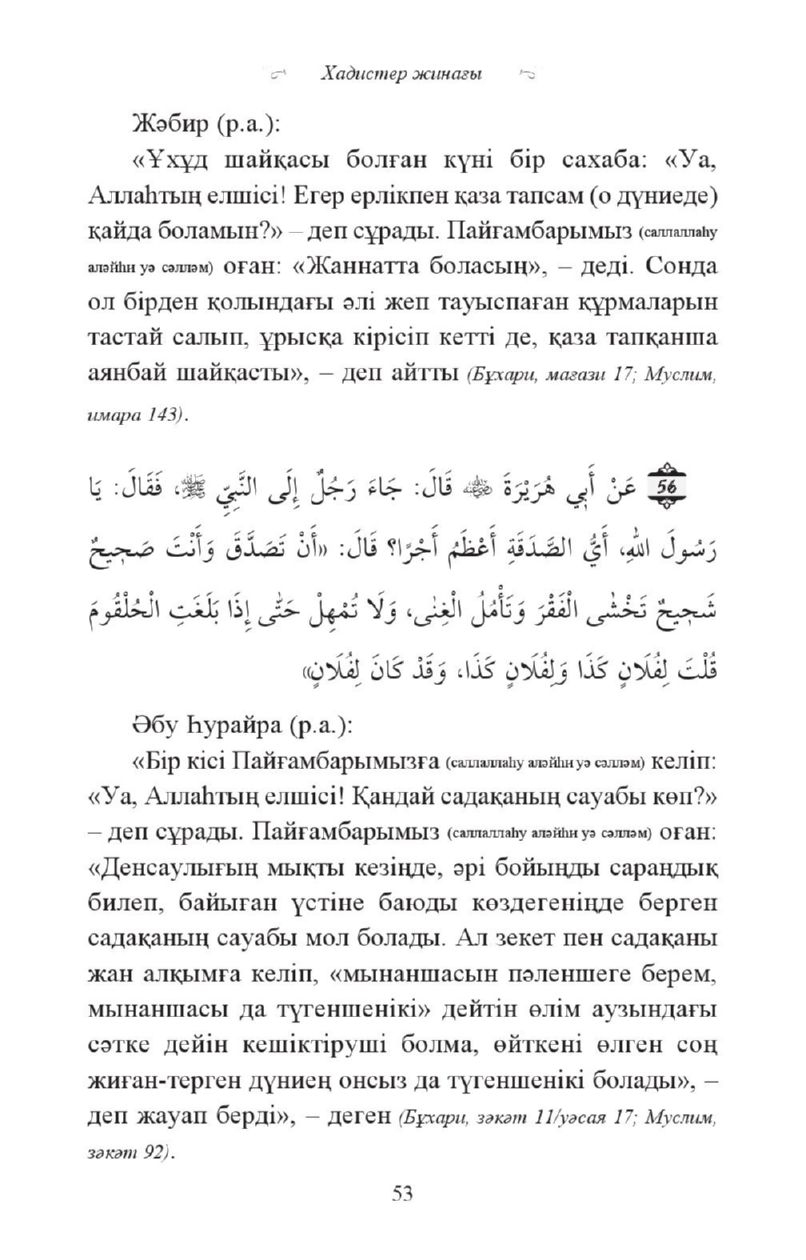 Хадистер жинағы
Жәбир (р.а.):
«Ұхұд шайқасы болған күні бір сахаба: «Уа,
Аллаһтың елшісі! Егер ерлікпен қаза тапсам (о дүниеде)
қайда боламын?» – деп сұрады. Пайғамбарымыз (саллаллаһу
аләйһи уә сәлләм) оған: «Жаннатта боласың», – деді. Сонда
ол бірден қолындағы әлі жеп тауыспаған құрмаларын
тастай салып, ұрысқа кірісіп кетті де, қаза тапқанша
аянбай шайқасты», – деп айтты (Бұхари, мағази 17; Муслим,
имара 143).
56 عَنْ أَبِي هُرَيْرَةَ ﷺ قَالَ: جَاءَ رَجُلٌ إِلَى النَّبِيِّ ﷺ، فَقَالَ: يَا
رَسُولَ اللهِ، أَيُّ الصَّدَقَةِ أَعْظَمُ أَجْرًا؟ قَالَ: «أَنْ تَصَدَّقَ وَأَنْتَ صَحِيحٌ
شَحِيحٌ تَخْشَى الْفَقْرَ وَتَأْمُلُ الْغِنَى، وَلَا تُمْهِلْ حَتَّى إِذَا بَلَغَتِ الْحُلْقُومَ
قُلْتَ لِفُلَانٍ كَذَا وَلِفُلَانٍ كَذَا، وَقَدْ كَانَ لِفُلَانٍ»
Әбу Һурайра (р.а.):
«Бір кісі Пайғамбарымызға (саллаллаһу аләйһи уә сәлләм) келіп:
«Уа, Аллаһтың елшісі! Қандай садақаның сауабы көп?»
– деп сұрады. Пайғамбарымыз (саллаллаһу аләйһи уә сәлләм) оған:
«Денсаулығың мықты кезіңде, әрі бойыңды сараңдық
билеп, байыған үстіне баюды көздегеніңде берген
садақаның сауабы мол болады. Ал зекет пен садақаны
жан алқымға келіп, «мынаншасын пәленшеге берем,
мынаншасы да түгеншенікі» дейтін өлім аузындағы
сәтке дейін кешіктіруші болма, өйткені өлген соң
жиған-терген дүниең онсыз да түгеншенікі болады», –
деп жауап берді», – деген (Бұхари, зәкәт 11/уәсая 17; Муслим,
зәкәт 92).
53